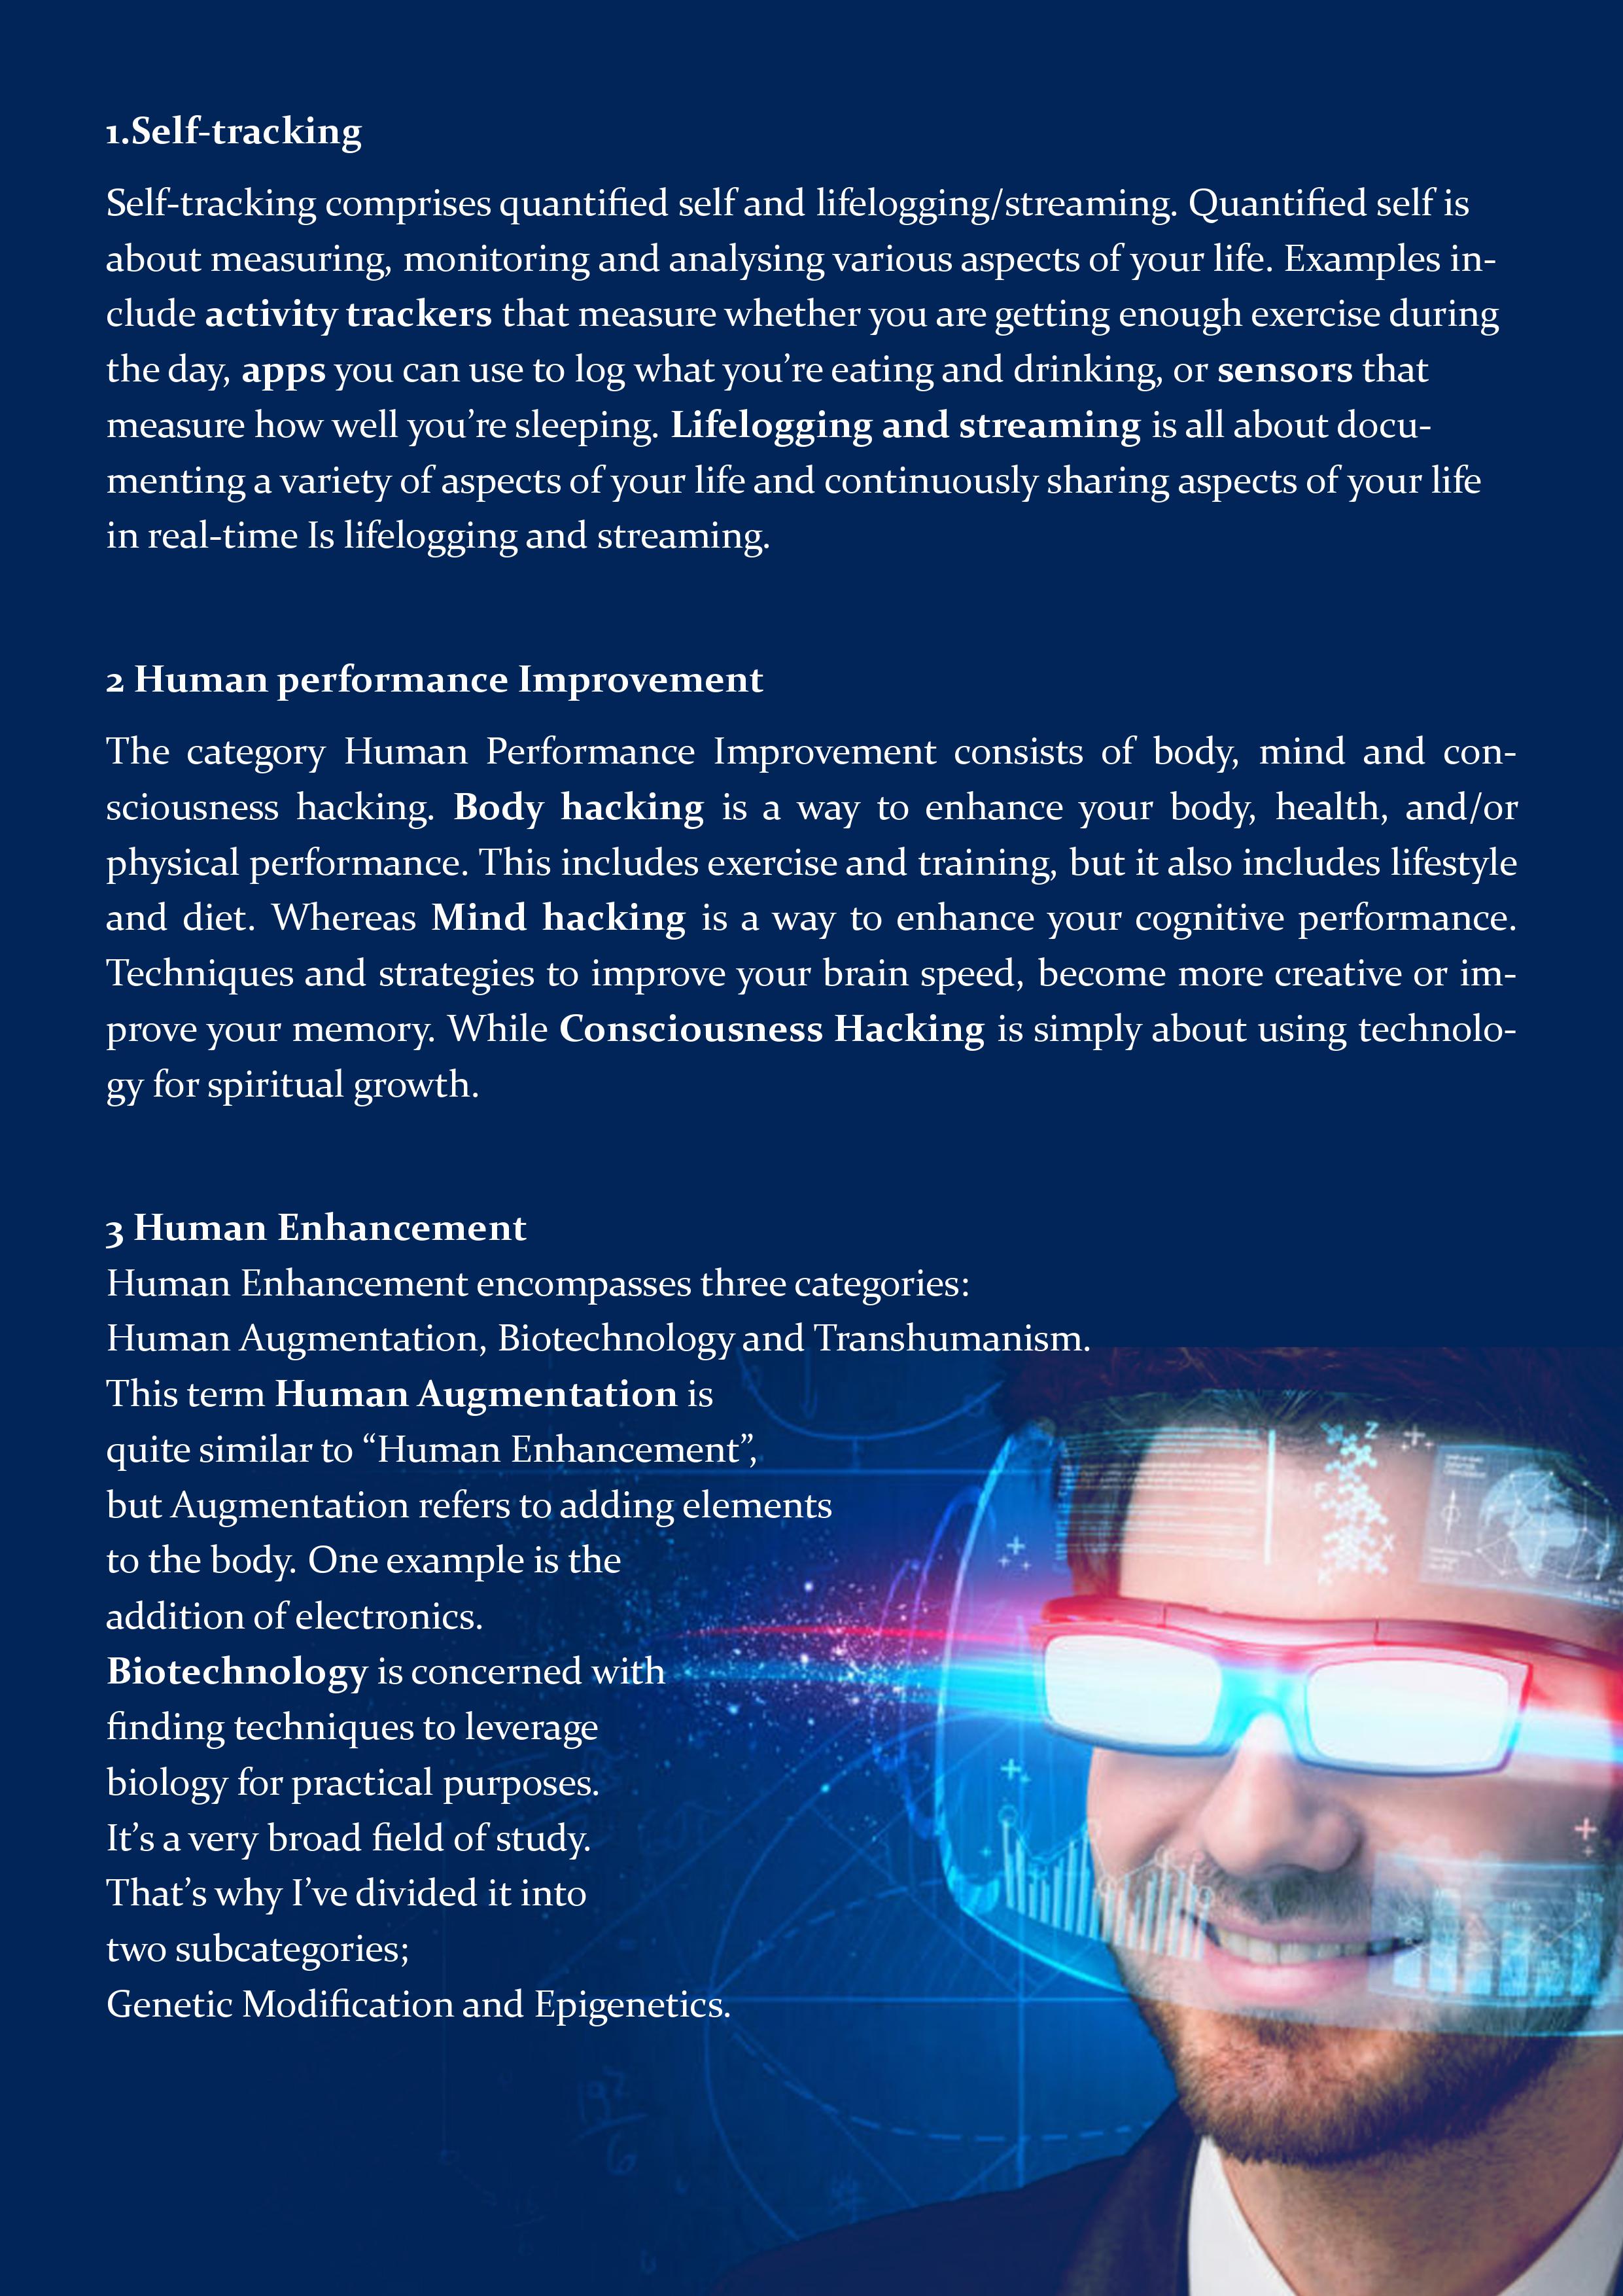 1.Self-tracking
Self-tracking comprises quantified self and lifelogging/streaming. Quantified self is
about measuring, monitoring and analysing various aspects of your life. Examples in-
clude activity trackers that measure whether you are getting enough exercise during
the day, apps you can use to log what you’re eating and drinking, or sensors that
measure how well you’re sleeping. Lifelogging and streaming is all about docu-
menting a variety of aspects of your life and continuously sharing aspects of your life
in real-time Is lifelogging and streaming.
2 Human performance Improvement
The category Human Performance Improvement consists of body, mind and con-
sciousness hacking. Body hacking is a way to enhance your body, health, and/or
physical performance. This includes exercise and training, but it also includes lifestyle
and diet. Whereas Mind hacking is a way to enhance your cognitive performance.
Techniques and strategies to improve your brain speed, become more creative or im-
prove your memory. While Consciousness Hacking is simply about using technolo-
gy for spiritual growth.
3 Human Enhancement
Human Enhancement encompasses three categories:
Human Augmentation, Biotechnology and Transhumanism.
This term Human Augmentation is
quite similar to “Human Enhancement”,
but Augmentation refers to adding elements
to the body. One example is the
addition of electronics.
Biotechnology is concerned with
finding techniques to leverage
biology for practical purposes.
It’s a very broad field of study.
That’s why I’ve divided it into
two subcategories;
Genetic Modification and Epigenetics.